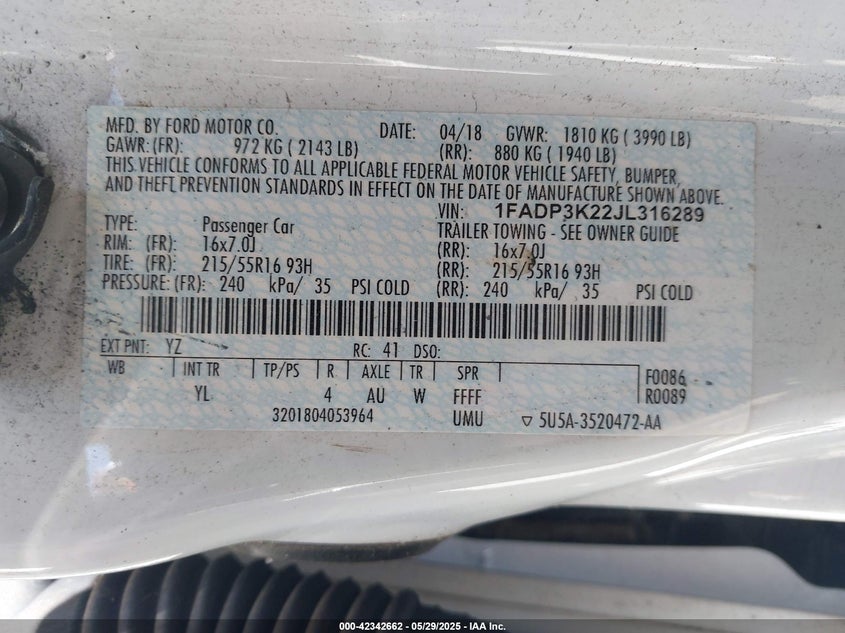 MFD. BY FORD MOTOR CO. DATE: 04/18 GVWR: 1810 KG ( 3990 LB)
GAWR:(FR): 972 KG ( 2143 LB) (RR): 880 KG ( 1940 LB)
THIS VEHICLE CONFORMS TO ALL APPLICABLE FEDERAL MOTOR VEHICLE SAFETY, BUMPER,
AND THEFT PREVENTION STANDARDS IN EFFECT ON THE DATE OF MANUFACTURE SHOWN ABOVE.
VIN: 1FADP3K22JL316289
TYPE: Passenger Car TRAILER TOWING - SEE OWNER GUIDE
RIM: (FR): 16x7.0J (RR): 16x7.0J
TIRE: (FR): 215/55R16 93H (RR): 215/55R16 93H
PRESSURE: (FR): 240 kPa/ 35 PSI COLD (RR): 240 kPa/ 35 PSI COLD
EXT PNT: YZ RC: 41 DSO:
WB INT TR TP/PS R AXLE TR SPR F0086
YL 4 AU W FFFF R0089
3201804053964 UMU ▽ 5U5A-3520472-AA
000-42342662 - 05/29/2025 - IAA Inc.